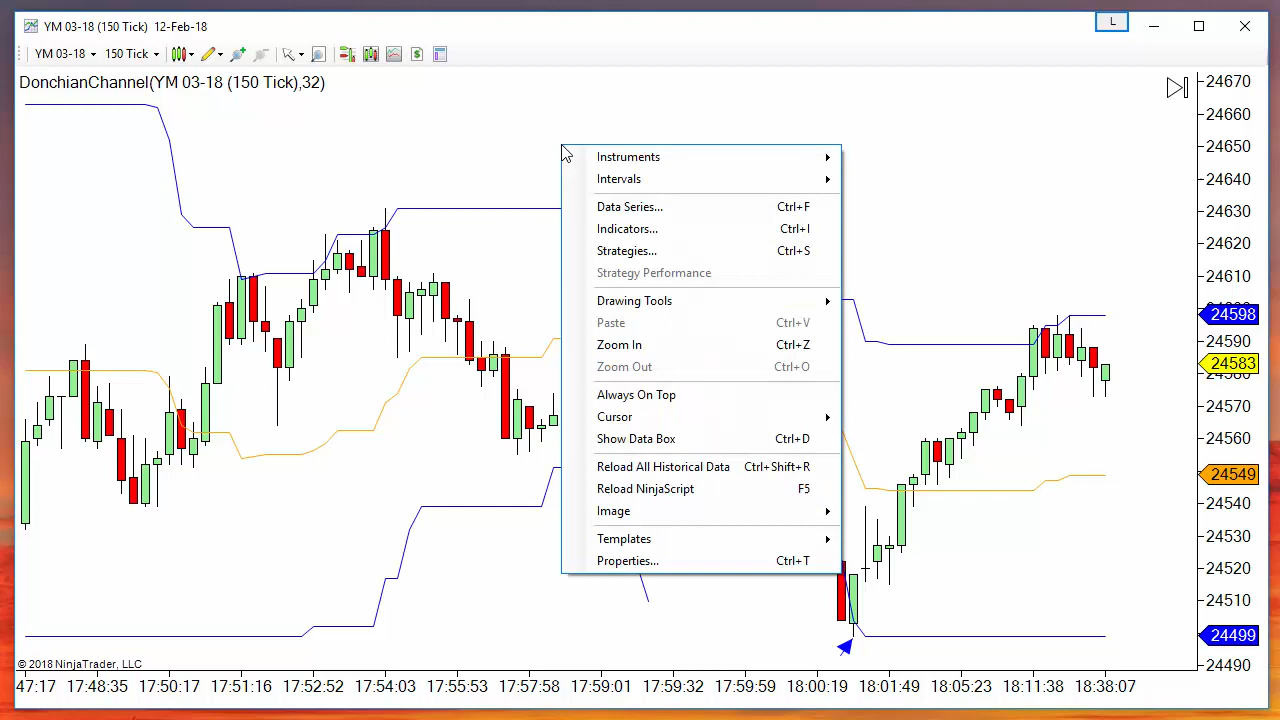 YM 03-18 (150 Tick) 12-Feb-18
L
YM 03-18 150 Tick
DonchianChannel(YM 03-18 (150 Tick),32)
Instruments
Intervals
Data Series... Ctrl+F
Indicators... Ctrl+I
Strategies... Ctrl+S
Strategy Performance
Drawing Tools
Paste Ctrl+V
Zoom In Ctrl+Z
Zoom Out Ctrl+O
Always On Top
Cursor
Show Data Box Ctrl+D
Reload All Historical Data Ctrl+Shift+R
Reload NinjaScript F5
Image
Templates
Properties... Ctrl+T
24670
24660
24650
24640
24630
24620
24610
24598
24590
24583
24570
24560
24549
24540
24530
24520
24510
24499
24490
© 2018 NinjaTrader, LLC
47:17 17:48:35 17:50:17 17:51:16 17:52:52 17:54:03 17:55:53 17:57:58 17:59:01 17:59:32 17:59:59 18:00:19 18:01:49 18:05:23 18:11:38 18:38:07